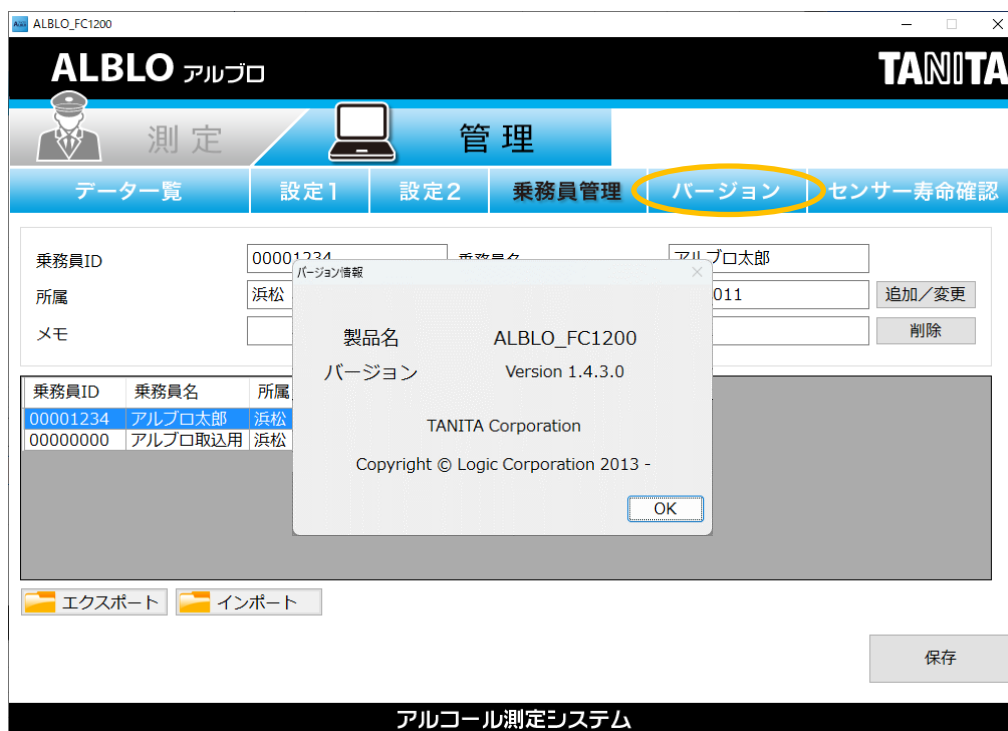 ALBLO_FC1200
ALBLO アルブロ
TANITA
測定
管理
データ一覧
設定1
設定2
乗務員管理
バージョン
センサー寿命確認
乗務員ID
00001234
アルブロ太郎
所属
浜松
011
追加／変更
メモ
削除
バージョン情報
製品名 ALBLO_FC1200
バージョン Version 1.4.3.0
TANITA Corporation
Copyright © Logic Corporation 2013 -
OK
乗務員ID 乗務員名 所属
00001234 アルブロ太郎 浜松
00000000 アルブロ取込用 浜松
エクスポート
インポート
保存
アルコール測定システム